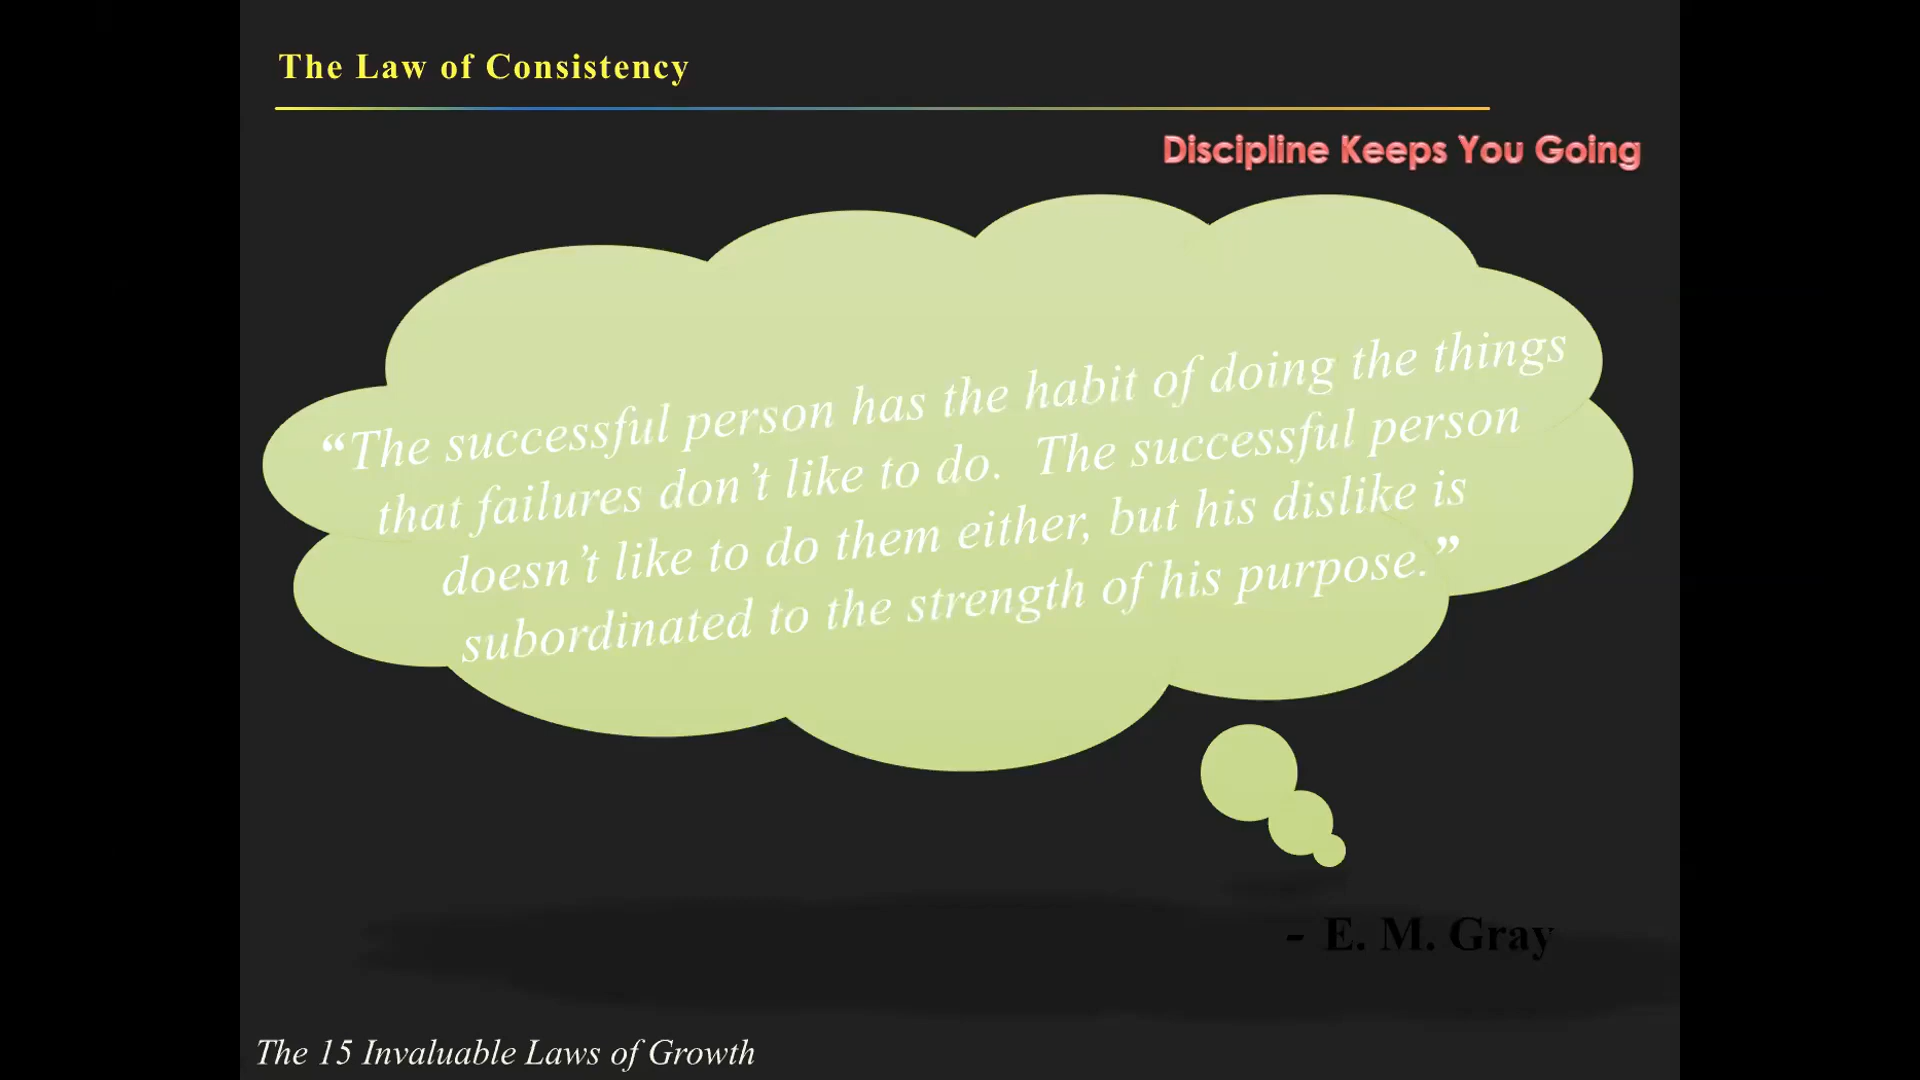 The Law of Consistency
Discipline Keeps You Going
“The successful person has the habit of doing the things
that failures don’t like to do.  The successful person
doesn’t like to do them either, but his dislike is
subordinated to the strength of his purpose.”
- E. M. Gray
The 15 Invaluable Laws of Growth